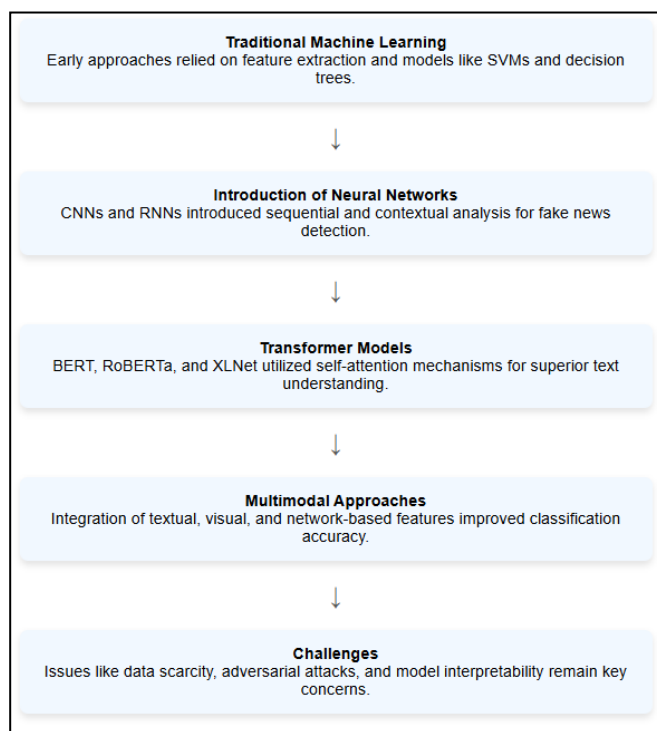 Traditional Machine Learning
Early approaches relied on feature extraction and models like SVMs and decision
trees.
↓
Introduction of Neural Networks
CNNs and RNNs introduced sequential and contextual analysis for fake news
detection.
↓
Transformer Models
BERT, RoBERTa, and XLNet utilized self-attention mechanisms for superior text
understanding.
↓
Multimodal Approaches
Integration of textual, visual, and network-based features improved classification
accuracy.
↓
Challenges
Issues like data scarcity, adversarial attacks, and model interpretability remain key
concerns.